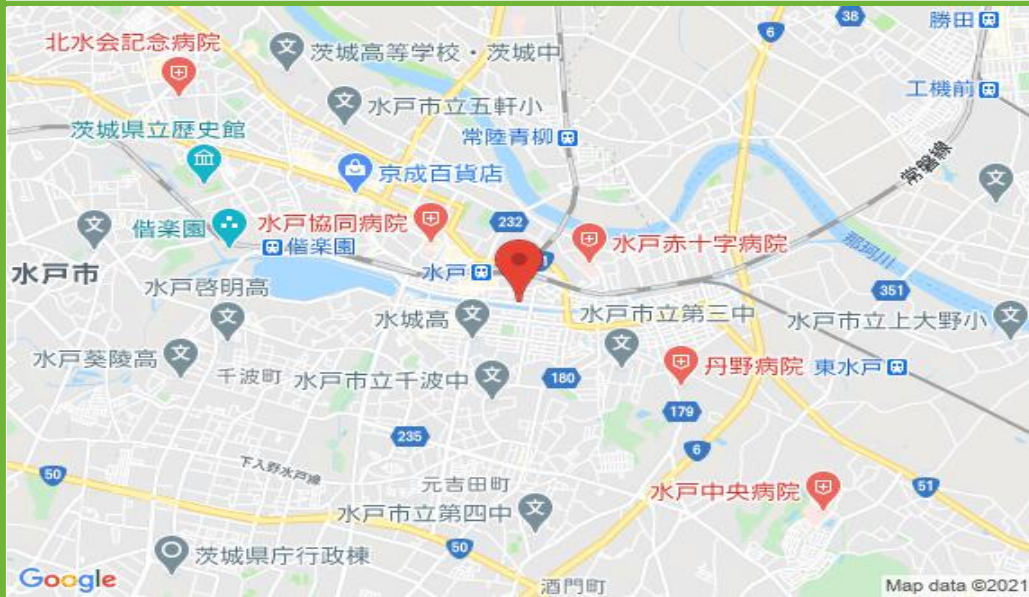 38
勝田
6
北水会記念病院
茨城高等学校・茨城中
工機前
水戸市立五軒小
茨城県立歴史館
常陸青柳
京成百貨店
偕楽園
水戸協同病院
232
水戸赤十字病院
那珂川
偕楽園
水戸市
水戸
1
351
水戸啓明高
水城高
水戸市立第三中
水戸市立上大野小
水戸葵陵高
千波町
水戸市立千波中
180
丹野病院
東水戸
179
235
6
50
下入野水戸線
元吉田町
水戸中央病院
51
水戸市立第四中
50
茨城県庁行政棟
Google
酒門町
Map data ©2021